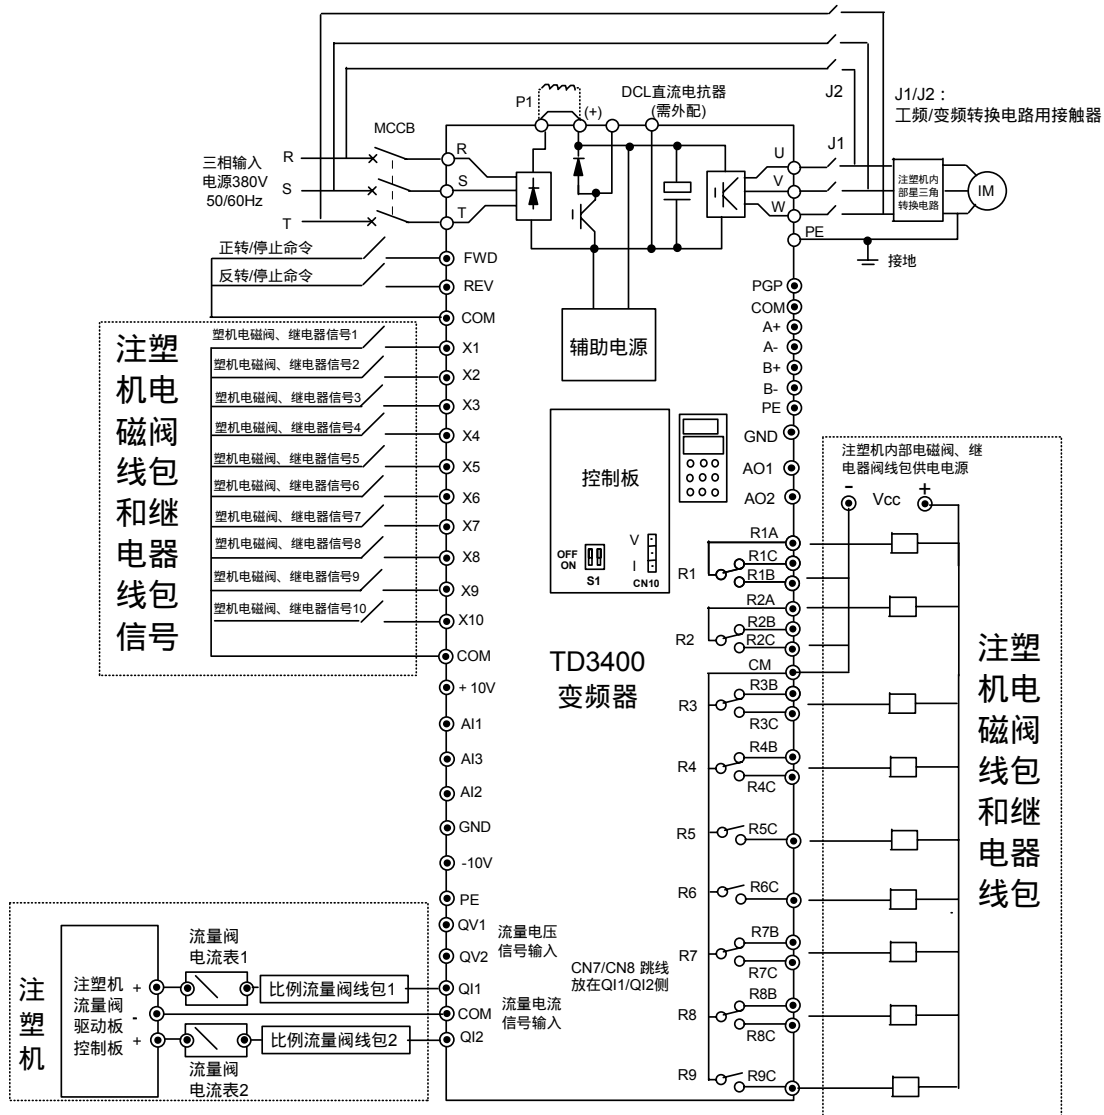 J2
J1/J2：
工频/变频转换电路用接触器
DCL直流电抗器
(需外配)
P1
(+)
MCCB
三相输入
电源380V
50/60Hz
R
S
T
R
S
T
U
V
W
J1
注塑机内
部星三角
转换电路
IM
PE
接地
正转/停止命令
反转/停止命令
FWD
REV
COM
注塑
机电
磁阀
线包
和继
电器
线包
信号
塑机电磁阀、继电器信号1
塑机电磁阀、继电器信号2
塑机电磁阀、继电器信号3
塑机电磁阀、继电器信号4
塑机电磁阀、继电器信号5
塑机电磁阀、继电器信号6
塑机电磁阀、继电器信号7
塑机电磁阀、继电器信号8
塑机电磁阀、继电器信号9
塑机电磁阀、继电器信号10
X1
X2
X3
X4
X5
X6
X7
X8
X9
X10
COM
+ 10V
AI1
AI3
AI2
GND
-10V
PE
QV1
QV2
QI1
COM
QI2
流量电压
信号输入
流量电流
信号输入
辅助电源
控制板
OFF
ON
S1
V
I
CN10
TD3400
变频器
PGP
COM
A+
A-
B+
B-
PE
GND
AO1
AO2
R1A
R1C
R1B
R1
R2A
R2B
R2C
R2
CM
R3B
R3
R3C
R4B
R4
R4C
R5
R5C
R6
R6C
R7B
R7
R7C
R8B
R8
R8C
R9
R9C
CN7/CN8 跳线
放在QI1/QI2侧
注塑机内部电磁阀、继
电器阀线包供电电源
-
Vcc
+
注塑
机电
磁阀
线包
和继
电器
线包
注
塑
机
注塑机
流量阀
驱动板
控制板
+
-
+
流量阀
电流表1
比例流量阀线包1
比例流量阀线包2
流量阀
电流表2